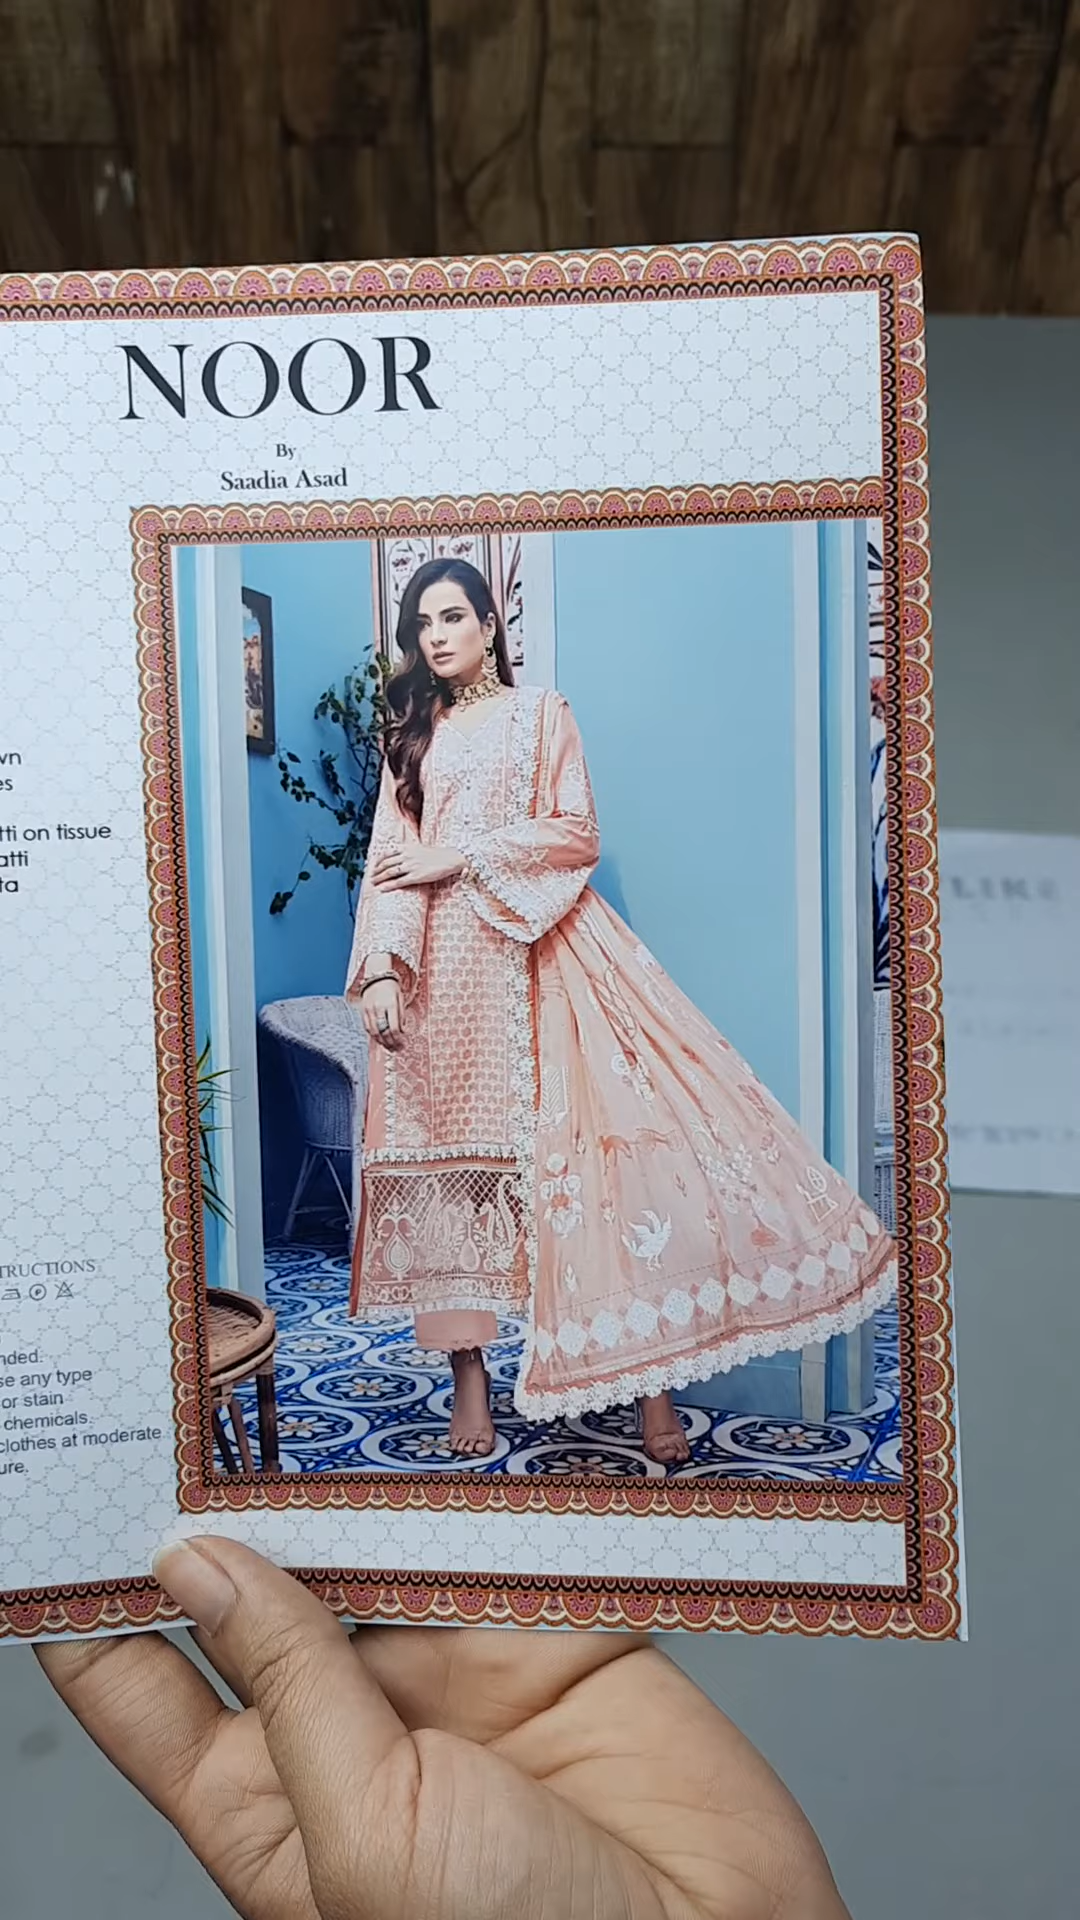 NOOR
By
Saadia Asad
es
tti on tissue
atti
ta
TRUCTIONS
nded.
se any type
or stain
chemicals.
clothes at moderate
ure.
LIKE